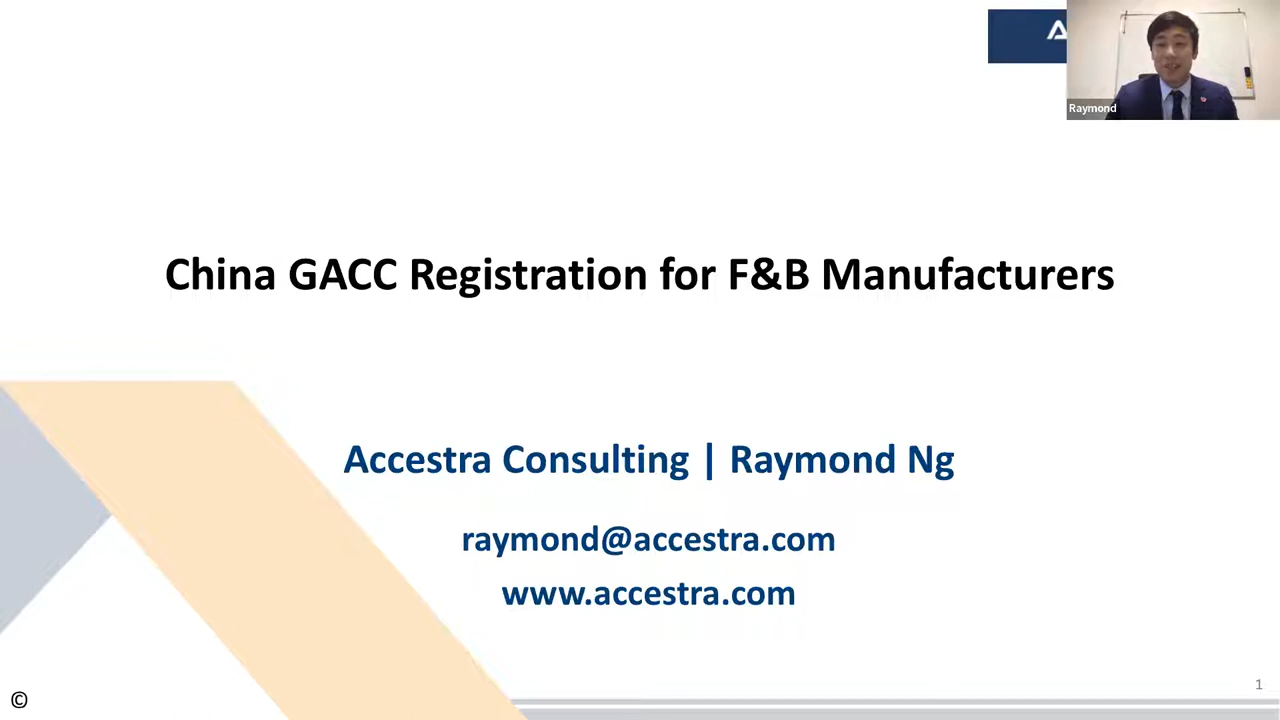 Raymond
China GACC Registration for F&B Manufacturers
Accestra Consulting | Raymond Ng
raymond@accestra.com
www.accestra.com
©
1